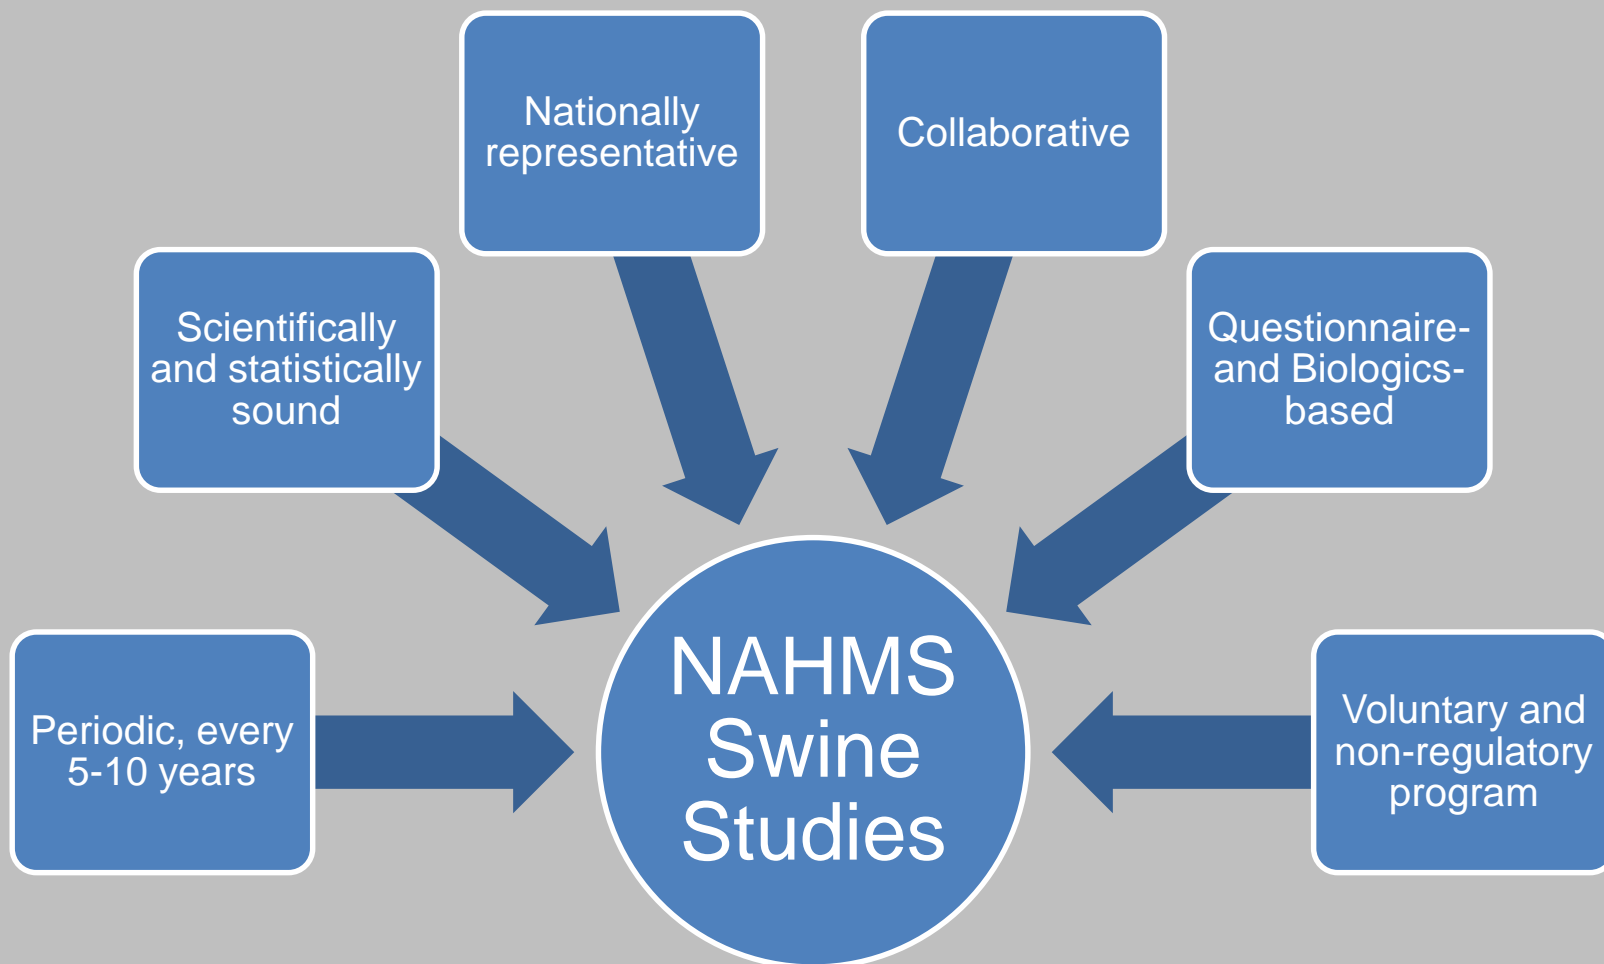 Nationally
representative
Collaborative
Scientifically
and statistically
sound
Questionnaire-
and Biologics-
based
Periodic, every
5-10 years
NAHMS
Swine
Studies
Voluntary and
non-regulatory
program